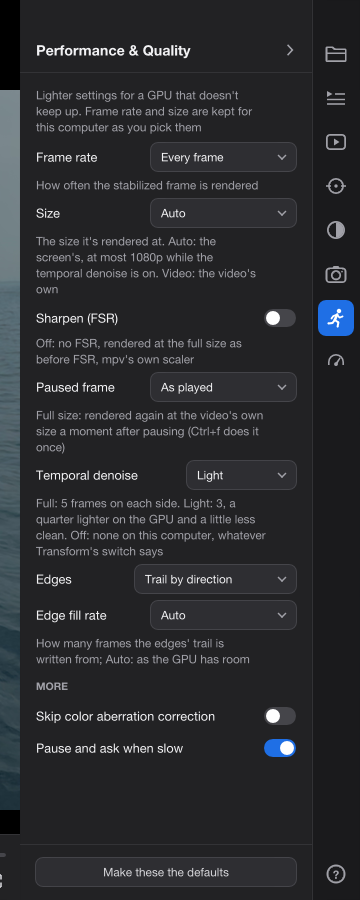 Performance & Quality
Lighter settings for a GPU that doesn't
keep up. Frame rate and size are kept for
this computer as you pick them
Frame rate
Every frame
How often the stabilized frame is rendered
Size
Auto
The size it's rendered at. Auto: the
screen's, at most 1080p while the
temporal denoise is on. Video: the video's
own
Sharpen (FSR)
Off: no FSR, rendered at the full size as
before FSR, mpv's own scaler
Paused frame
As played
Full size: rendered again at the video's own
size a moment after pausing (Ctrl+f does it
once)
Temporal denoise
Light
Full: 5 frames on each side. Light: 3, a
quarter lighter on the GPU and a little less
clean. Off: none on this computer, whatever
Transform's switch says
Edges
Trail by direction
Edge fill rate
Auto
How many frames the edges' trail is
written from; Auto: as the GPU has room
MORE
Skip color aberration correction
Pause and ask when slow
Make these the defaults
?